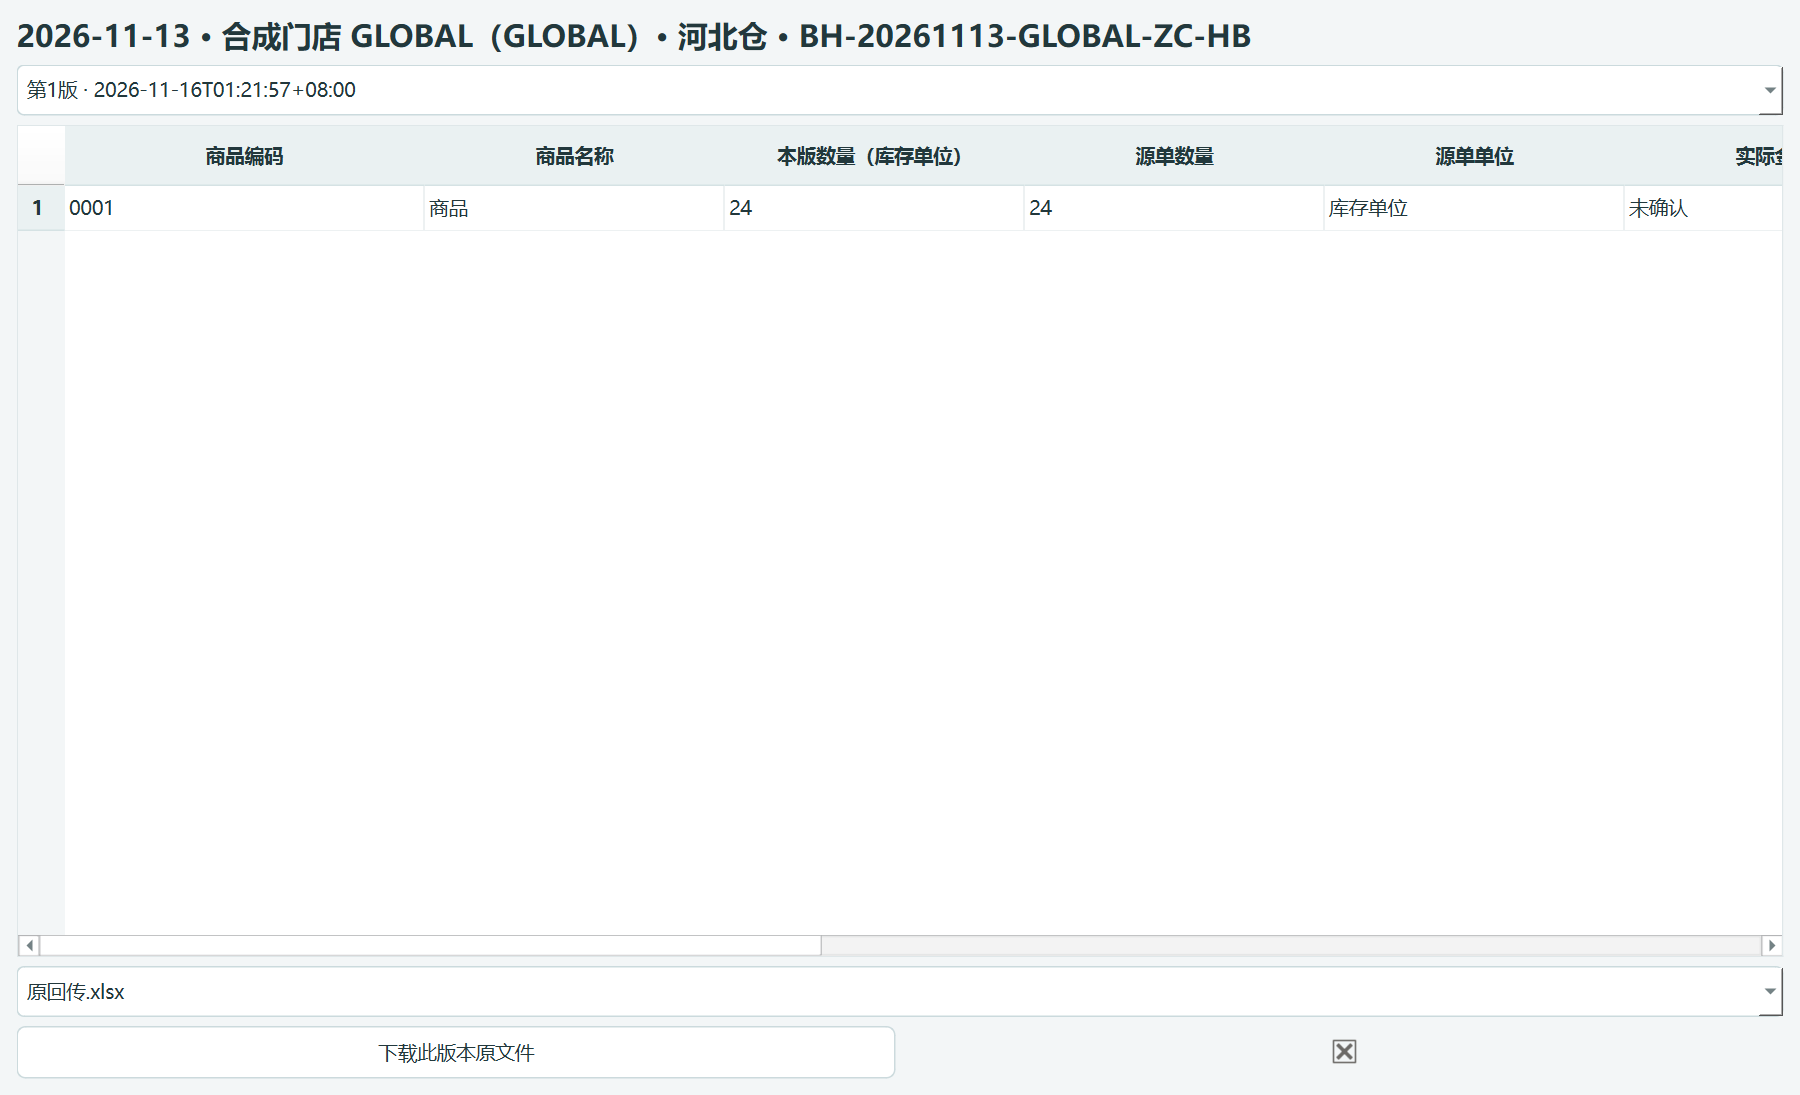 2026-11-13 • 合成门店 GLOBAL（GLOBAL）• 河北仓 • BH-20261113-GLOBAL-ZC-HB
第1版 · 2026-11-16T01:21:57+08:00
商品编码 商品名称 本版数量（库存单位） 源单数量 源单单位 实际
1 0001 商品 24 24 库存单位 未确认
原回传.xlsx
下载此版本原文件